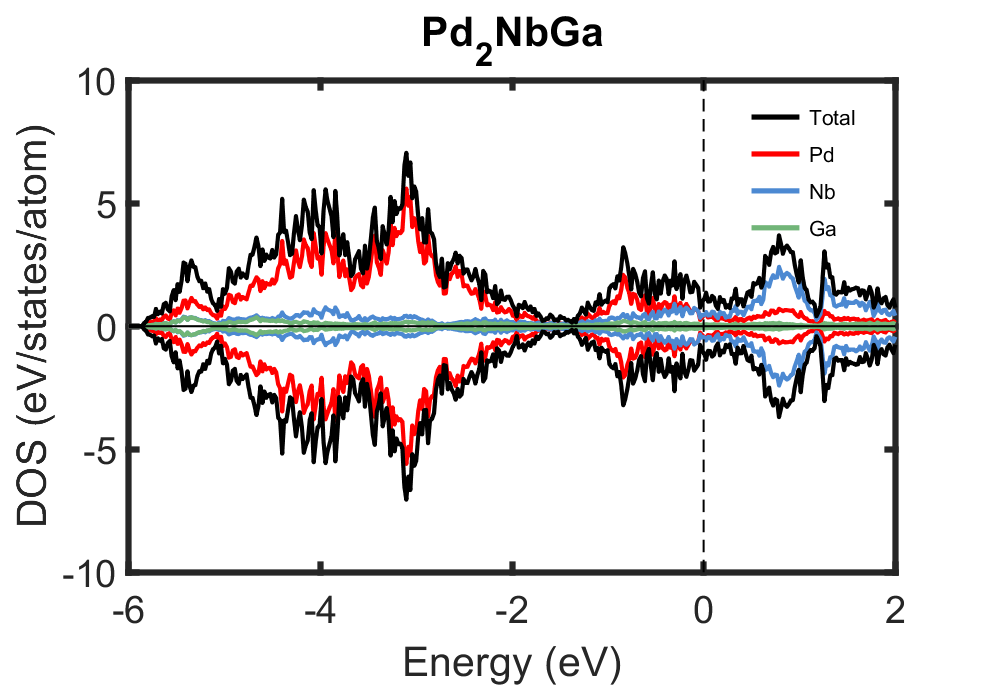 Pd₂NbGa
10
5
0
-5
-10
DOS (eV/states/atom)
Total
Pd
Nb
Ga
-6 -4 -2 0 2
Energy (eV)